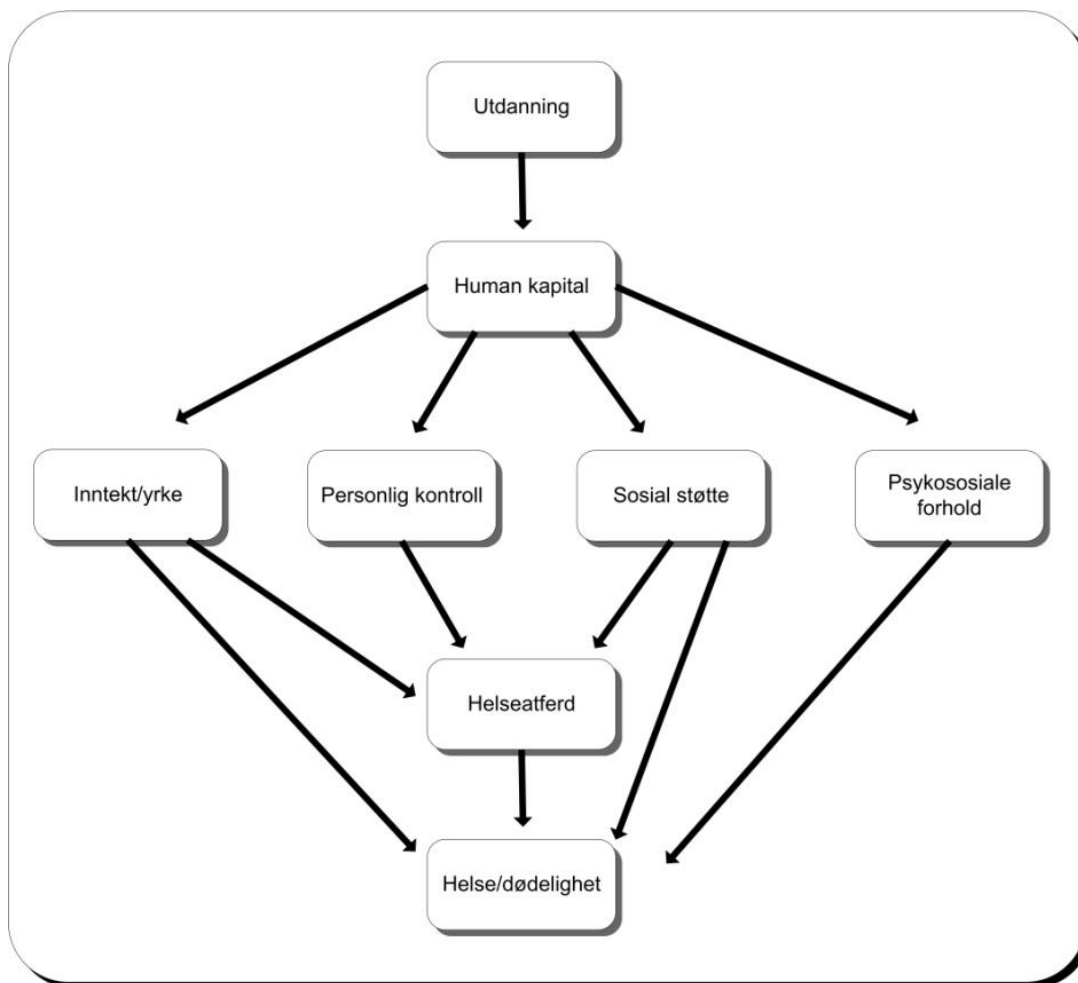 Utdanning
Human kapital
Inntekt/yrke
Personlig kontroll
Sosial støtte
Psykososiale
forhold
Helseatferd
Helse/dødelighet